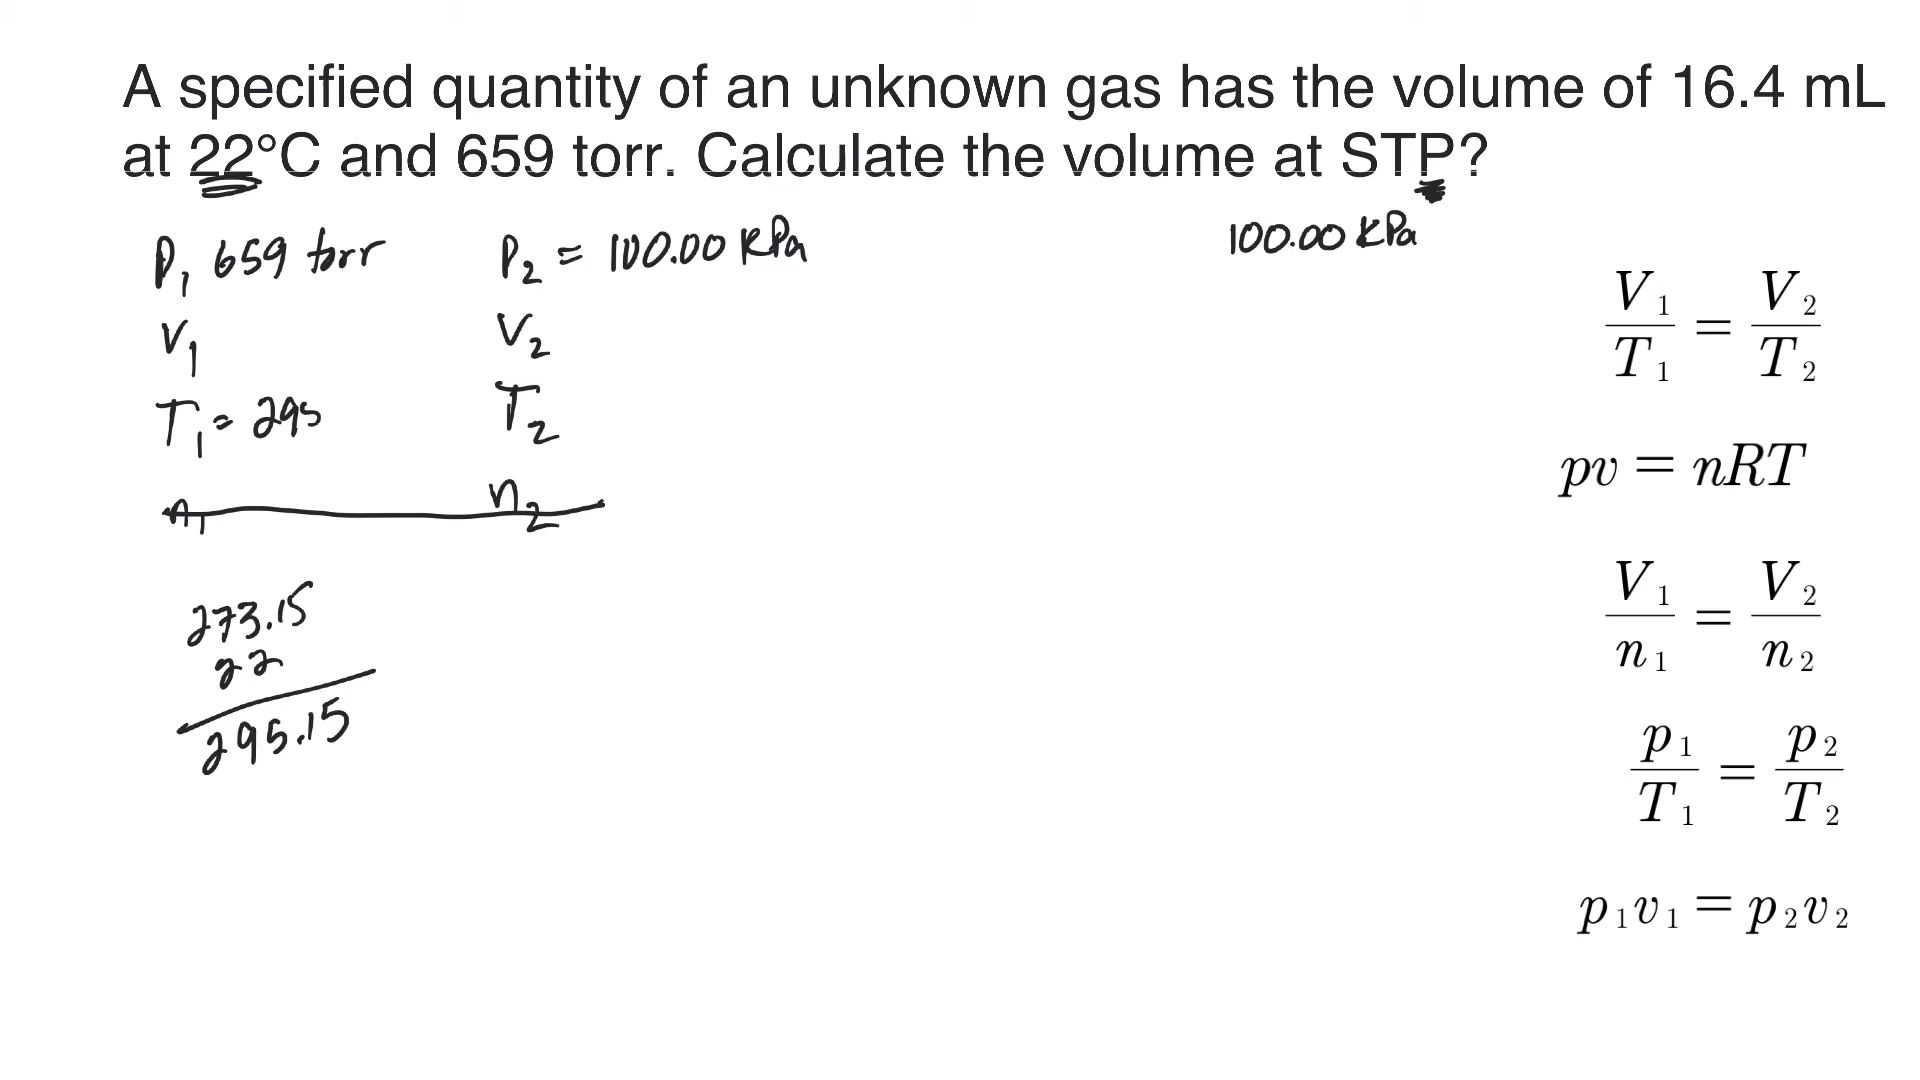 A specified quantity of an unknown gas has the volume of 16.4 mL
at 22°C and 659 torr. Calculate the volume at STP?
P₁ 659 torr
P₂ = 100.00 KPa
100.00 KPa
V₁
V₂
T₁ = 295
T₂
n₁
n₂
273.15
22
295.15
V₁/T₁ = V₂/T₂
pv = nRT
V₁/n₁ = V₂/n₂
p₁/T₁ = p₂/T₂
p₁v₁ = p₂v₂